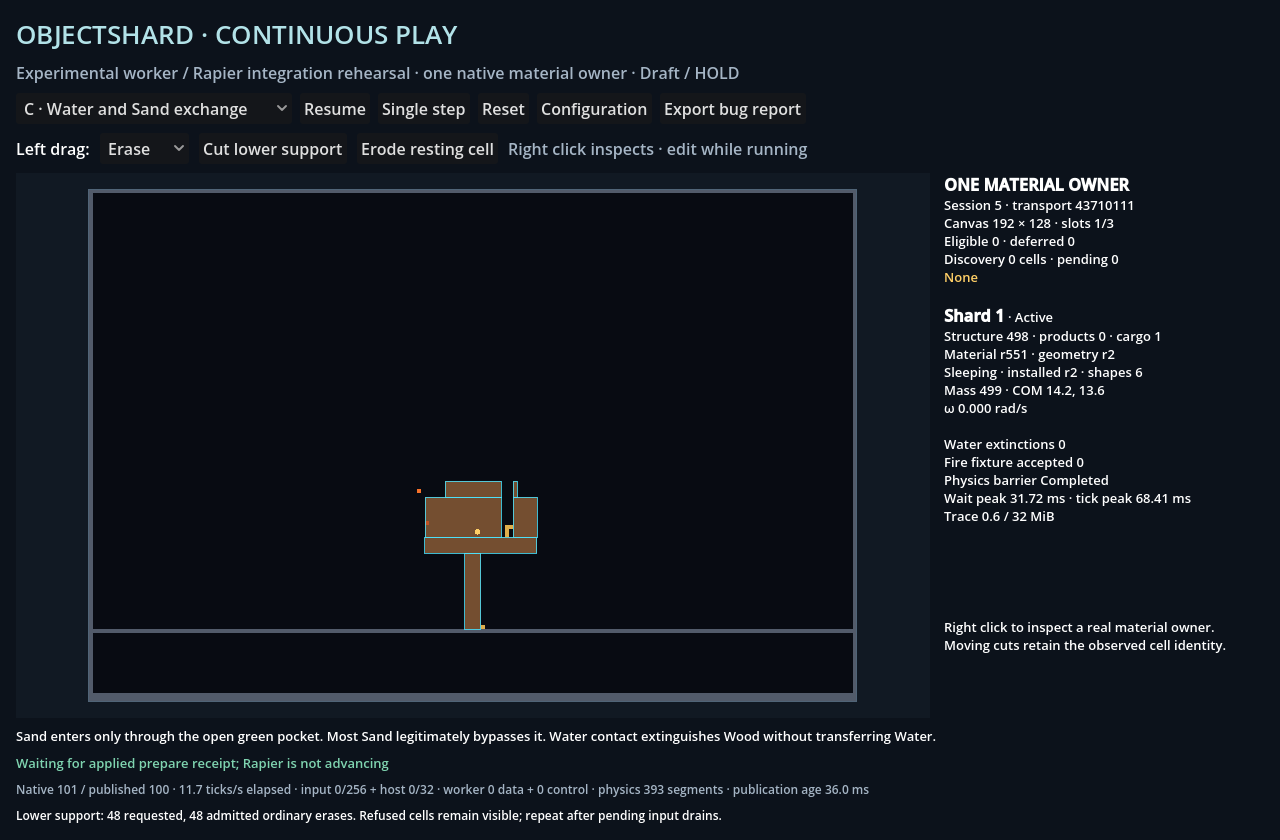 OBJECTSHARD · CONTINUOUS PLAY
Experimental worker / Rapier integration rehearsal · one native material owner · Draft / HOLD
C · Water and Sand exchange Resume Single step Reset Configuration Export bug report
Left drag: Erase Cut lower support Erode resting cell Right click inspects · edit while running
ONE MATERIAL OWNER
Session 5 · transport 43710111
Canvas 192 × 128 · slots 1/3
Eligible 0 · deferred 0
Discovery 0 cells · pending 0
None
Shard 1 · Active
Structure 498 · products 0 · cargo 1
Material r551 · geometry r2
Sleeping · installed r2 · shapes 6
Mass 499 · COM 14.2, 13.6
ω 0.000 rad/s
Water extinctions 0
Fire fixture accepted 0
Physics barrier Completed
Wait peak 31.72 ms · tick peak 68.41 ms
Trace 0.6 / 32 MiB
Right click to inspect a real material owner.
Moving cuts retain the observed cell identity.
Sand enters only through the open green pocket. Most Sand legitimately bypasses it. Water contact extinguishes Wood without transferring Water.
Waiting for applied prepare receipt; Rapier is not advancing
Native 101 / published 100 · 11.7 ticks/s elapsed · input 0/256 + host 0/32 · worker 0 data + 0 control · physics 393 segments · publication age 36.0 ms
Lower support: 48 requested, 48 admitted ordinary erases. Refused cells remain visible; repeat after pending input drains.